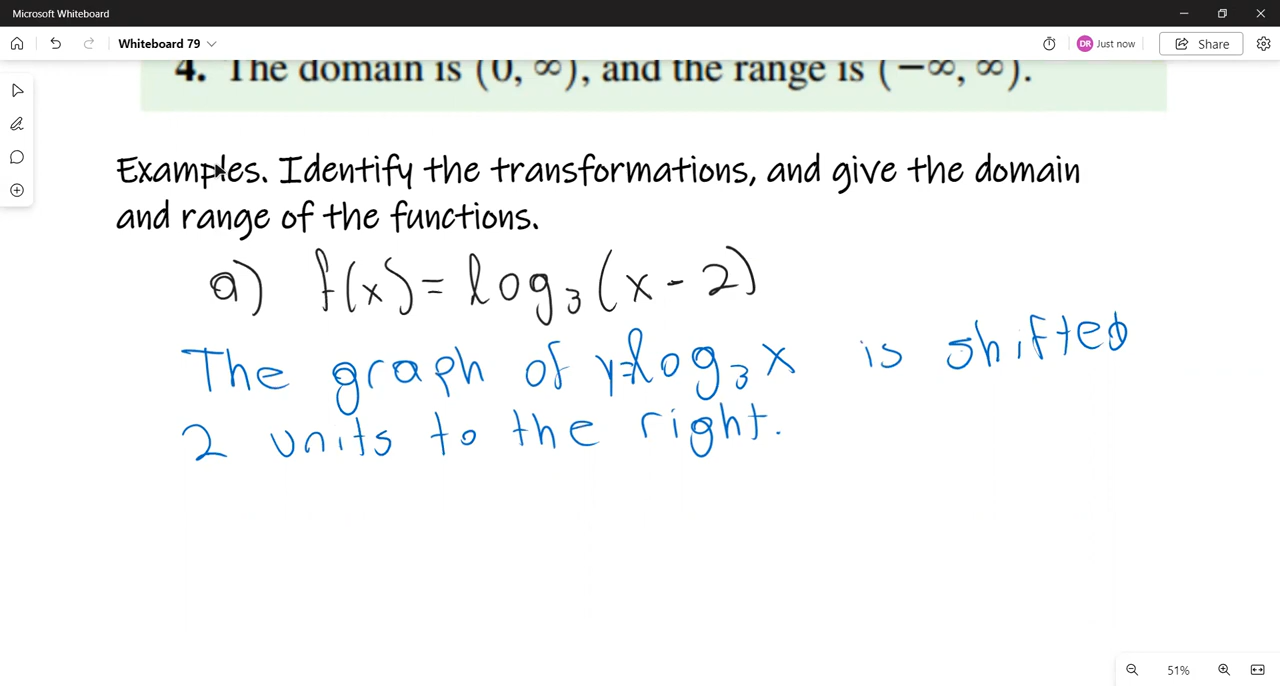 Microsoft Whiteboard
Whiteboard 79
DR Just now
Share
4. The domain is (0, ∞), and the range is (−∞, ∞).
Examples. Identify the transformations, and give the domain
and range of the functions.
a) f(x) = log₃(x - 2)
The graph of y=log₃x is shifted
2 units to the right.
51%